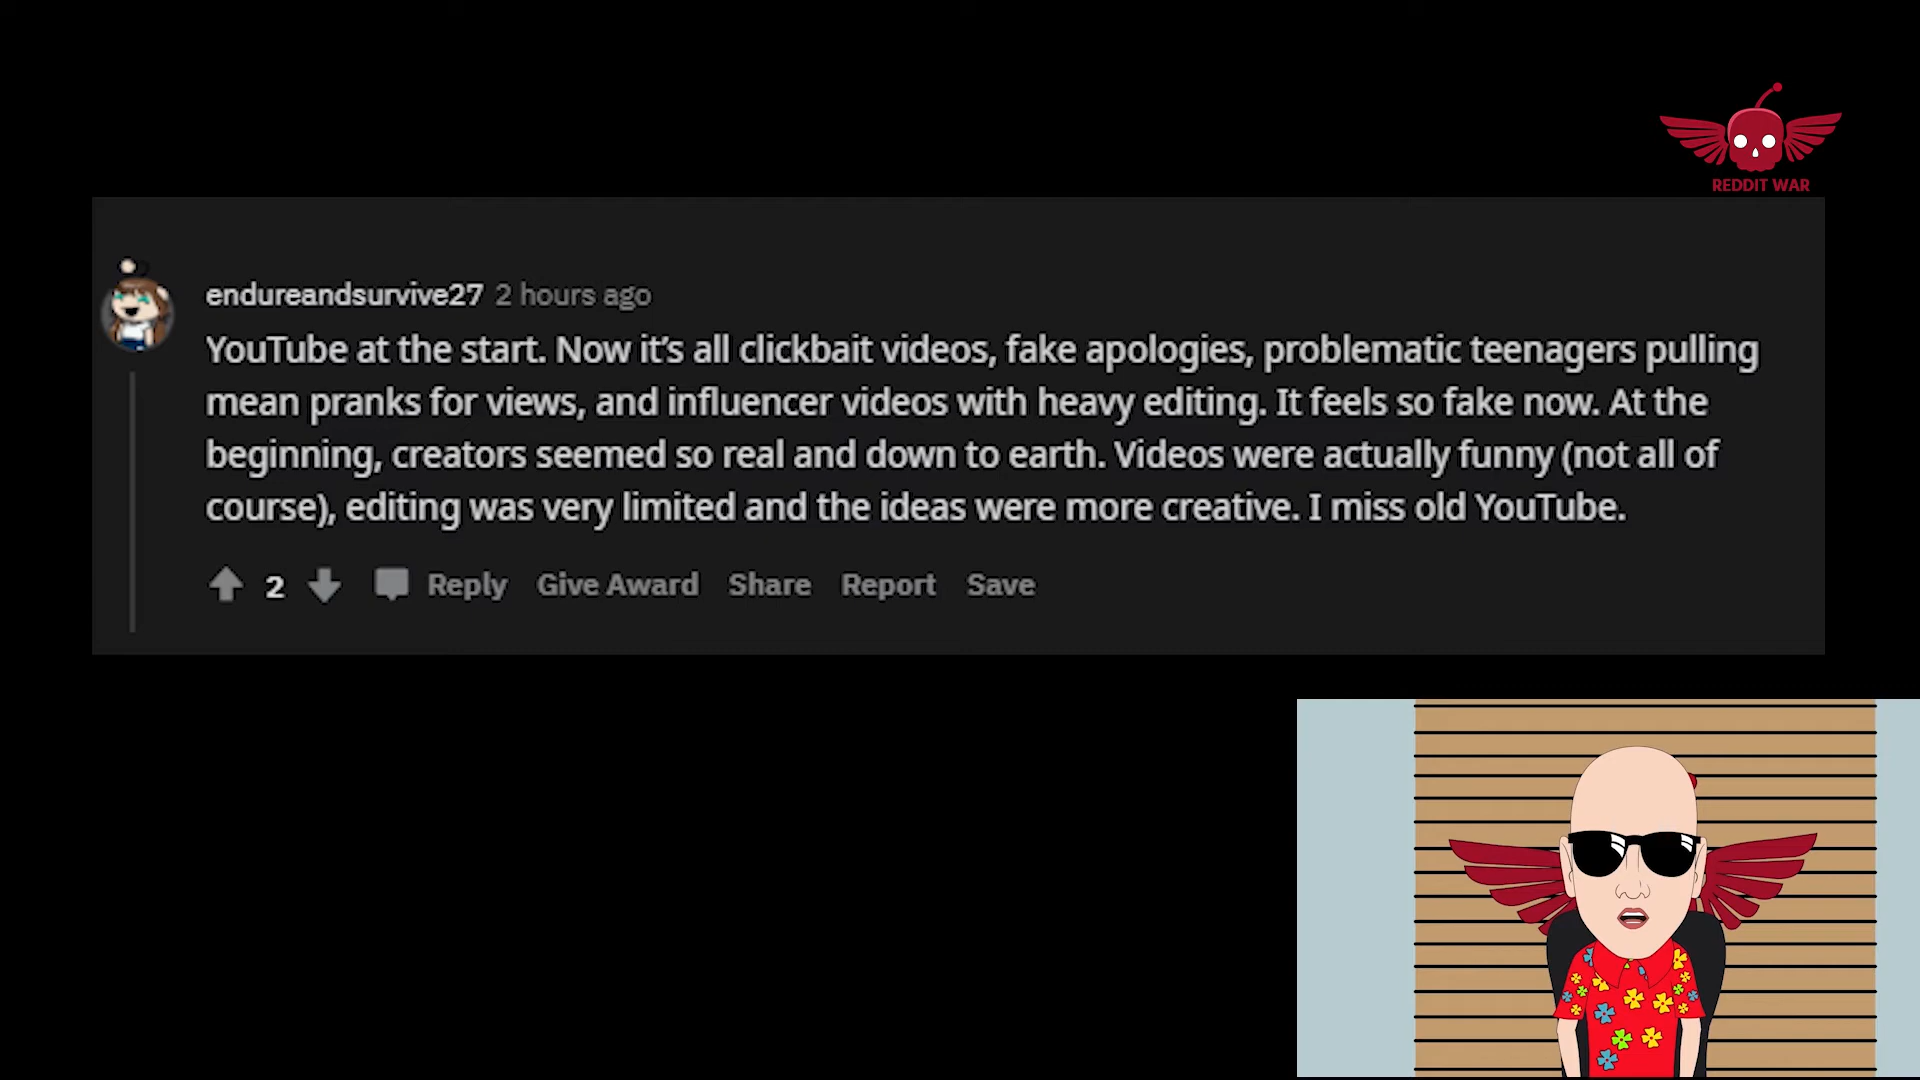 REDDIT WAR
endureandsurvive27 2 hours ago
YouTube at the start. Now it’s all clickbait videos, fake apologies, problematic teenagers pulling
mean pranks for views, and influencer videos with heavy editing. It feels so fake now. At the
beginning, creators seemed so real and down to earth. Videos were actually funny (not all of
course), editing was very limited and the ideas were more creative. I miss old YouTube.
2 Reply Give Award Share Report Save